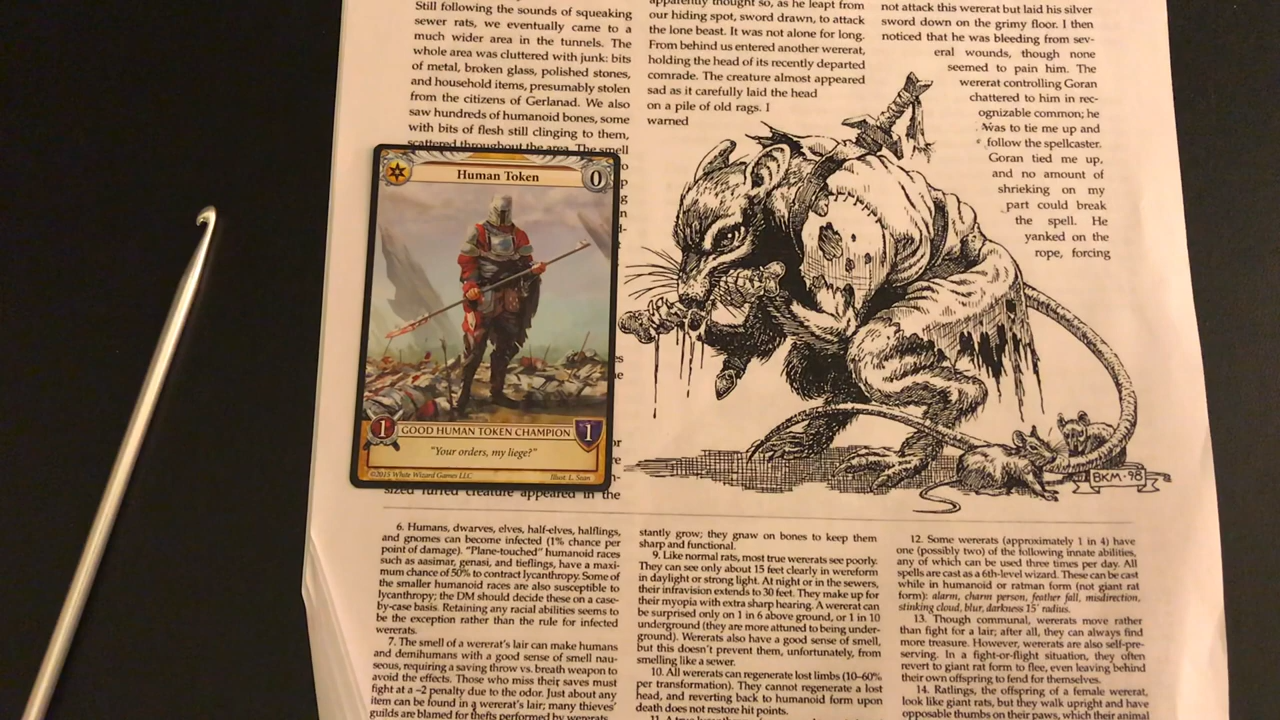 Still following the sounds of squeaking
sewer rats, we eventually came to a
much wider area in the tunnels. The
whole area was cluttered with junk: bits
of metal, broken glass, polished stones,
and household items, presumably stolen
from the citizens of Gerlanad. We also
saw hundreds of humanoid bones, some
with bits of flesh still clinging to them,
scattered throughout the area. The smell
Human Token
0
1
GOOD HUMAN TOKEN CHAMPION
1
"Your orders, my liege?"
©2015 White Wizard Games LLC
Illust: L. Sean
sized furred creature appeared in the
apparently thought so, as he leapt from
our hiding spot, sword drawn, to attack
the lone beast. It was not alone for long.
From behind us entered another wererat,
holding the head of its recently departed
comrade. The creature almost appeared
sad as it carefully laid the head
on a pile of old rags. I
warned
not attack this wererat but laid his silver
sword down on the grimy floor. I then
noticed that he was bleeding from sev-
eral wounds, though none
seemed to pain him. The
wererat controlling Goran
chattered to him in rec-
ognizable common; he
was to tie me up and
follow the spellcaster.
Goran tied me up,
and no amount of
shrieking on my
part could break
the spell. He
yanked on the
rope, forcing
BKM-98
6. Humans, dwarves, elves, half-elves, halflings,
and gnomes can become infected (1% chance per
point of damage). "Plane-touched" humanoid races
such as aasimar, genasi, and tieflings, have a maxi-
mum chance of 50% to contract lycanthropy. Some of
the smaller humanoid races are also susceptible to
lycanthropy; the DM should decide these on a case-
by-case basis. Retaining any racial abilities seems to
be the exception rather than the rule for infected
wererats.
7. The smell of a wererat's lair can make humans
and demihumans with a good sense of smell nau-
seous, requiring a saving throw vs. breath weapon to
avoid the effects. Those who miss their saves must
fight at a –2 penalty due to the odor. Just about any
item can be found in a wererat's lair; many thieves'
guilds are blamed for thefts performed by wererats.
stantly grow; they gnaw on bones to keep them
sharp and functional.
9. Like normal rats, most true wererats see poorly.
They can see only about 15 feet clearly in wereform
in daylight or strong light. At night or in the sewers,
their infravision extends to 30 feet. They make up for
their myopia with extra sharp hearing. A wererat can
be surprised only on 1 in 6 above ground, or 1 in 10
underground (they are more attuned to being under-
ground). Wererats also have a good sense of smell,
but this doesn't prevent them, unfortunately, from
smelling like a sewer.
10. All wererats can regenerate lost limbs (10–60%
per transformation). They cannot regenerate a lost
head, and reverting back to humanoid form upon
death does not restore hit points.
12. Some wererats (approximately 1 in 4) have
one (possibly two) of the following innate abilities,
any of which can be used three times per day. All
spells are cast as a 6th-level wizard. These can be cast
while in humanoid or ratman form (not giant rat
form): alarm, charm person, feather fall, misdirection,
stinking cloud, blur, darkness 15' radius.
13. Though communal, wererats move rather
than fight for a lair; after all, they can always find
more treasure. However, wererats are also self-pre-
serving. In a fight-or-flight situation, they often
revert to giant rat form to flee, even leaving behind
their own offspring to fend for themselves.
14. Ratlings, the offspring of a female wererat,
look like giant rats, but they walk upright and have
opposable thumbs on their paws, which their animal